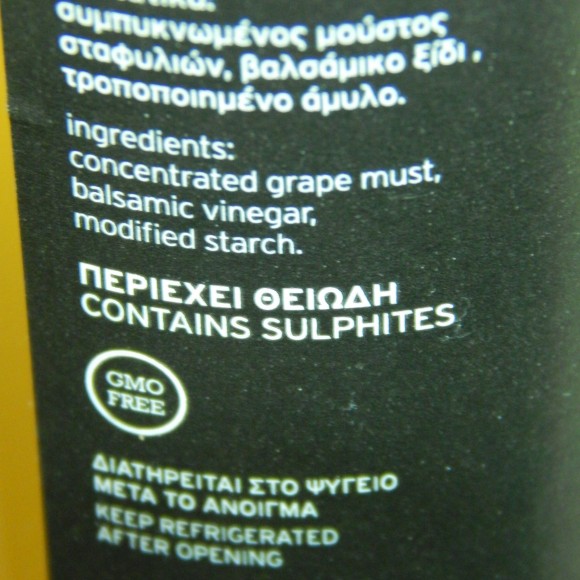 συμπυκνωμένος μούστος
σταφυλιών, βαλσάμικο ξίδι,
τροποποιημένο άμυλο.
ingredients:
concentrated grape must,
balsamic vinegar,
modified starch.
ΠΕΡΙΕΧΕΙ ΘΕΙΩΔΗ
CONTAINS SULPHITES
GMO
FREE
ΔΙΑΤΗΡΕΙΤΑΙ ΣΤΟ ΨΥΓΕΙΟ
ΜΕΤΑ ΤΟ ΑΝΟΙΓΜΑ
KEEP REFRIGERATED
AFTER OPENING